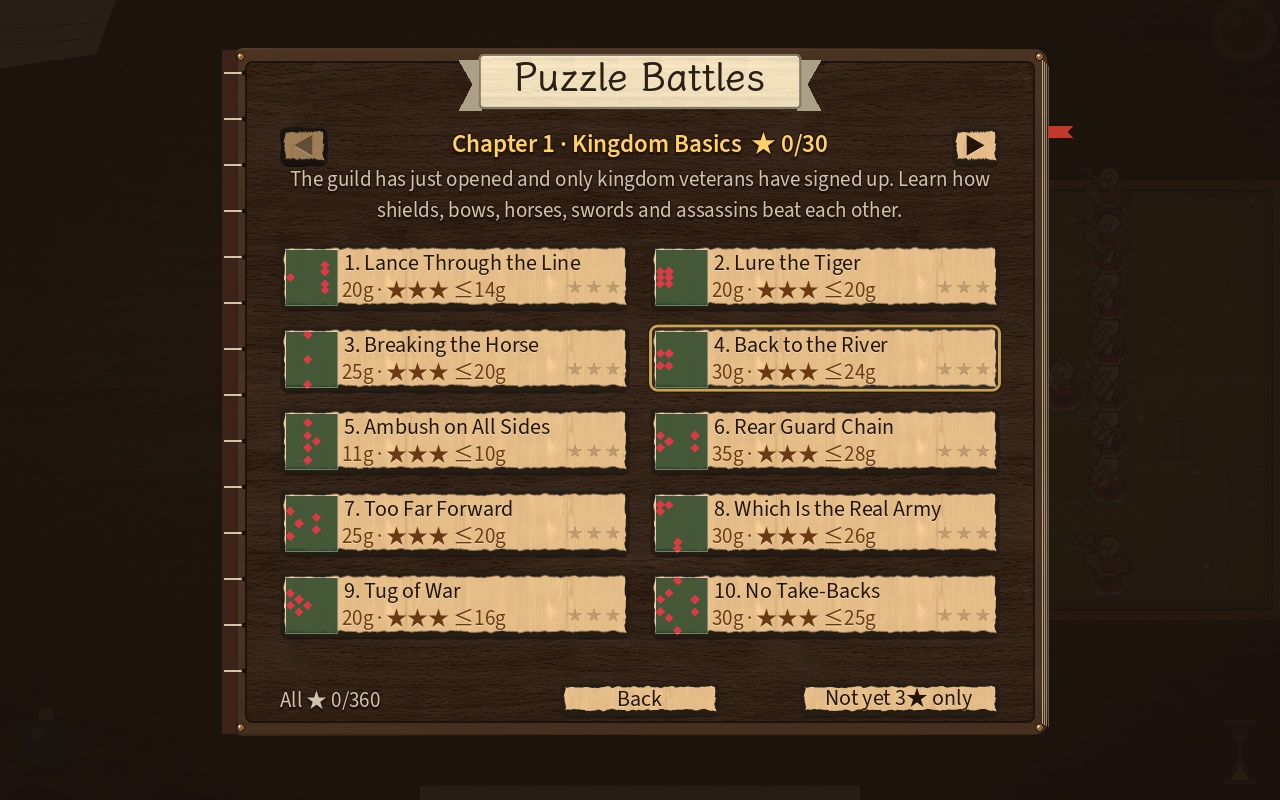 Puzzle Battles
Chapter 1 · Kingdom Basics ★ 0/30
The guild has just opened and only kingdom veterans have signed up. Learn how
shields, bows, horses, swords and assassins beat each other.
1. Lance Through the Line
20g · ★★★ ≤14g
2. Lure the Tiger
20g · ★★★ ≤20g
3. Breaking the Horse
25g · ★★★ ≤20g
4. Back to the River
30g · ★★★ ≤24g
5. Ambush on All Sides
11g · ★★★ ≤10g
6. Rear Guard Chain
35g · ★★★ ≤28g
7. Too Far Forward
25g · ★★★ ≤20g
8. Which Is the Real Army
30g · ★★★ ≤26g
9. Tug of War
20g · ★★★ ≤16g
10. No Take-Backs
30g · ★★★ ≤25g
All ★ 0/360
Back
Not yet 3★ only